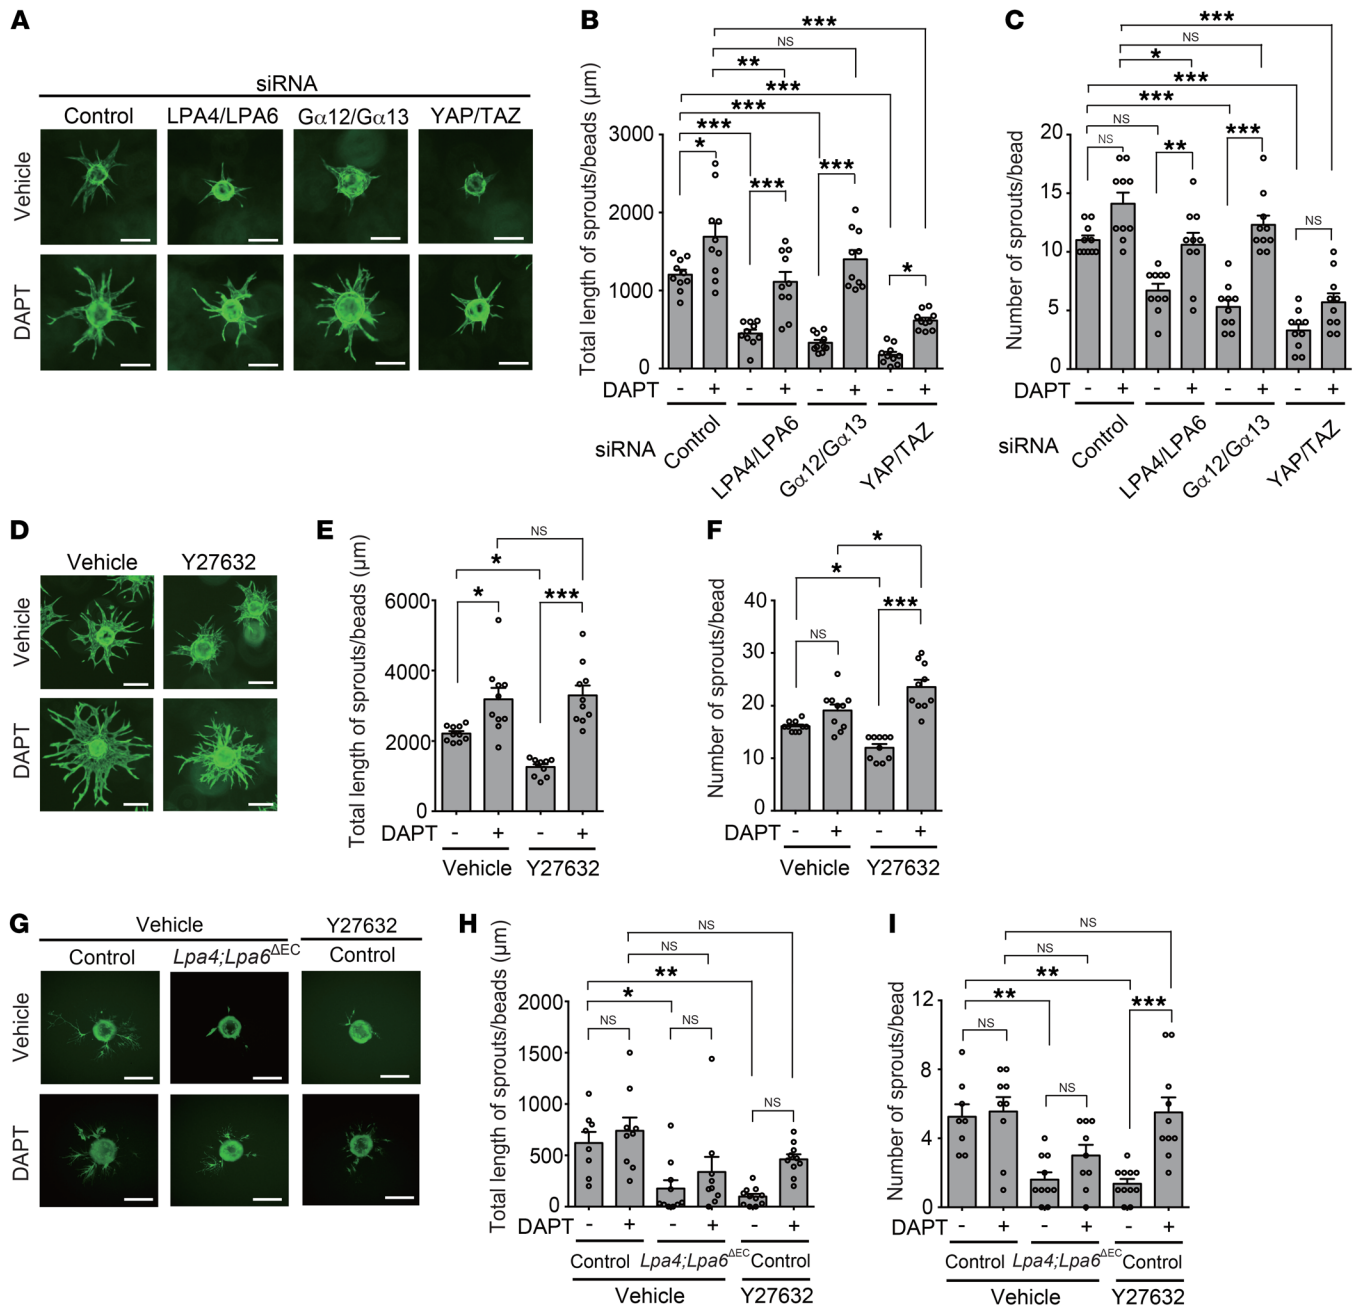 A
siRNA
Control LPA4/LPA6 Gα12/Gα13 YAP/TAZ
Vehicle
DAPT
B
Total length of sprouts/beads (μm)
***
NS
**
***
***
***
*
***
***
*
3000
2000
1000
0
DAPT - + - + - + - +
siRNA Control LPA4/LPA6 Gα12/Gα13 YAP/TAZ
C
Number of sprouts/bead
***
NS
*
***
***
NS
NS
**
***
NS
20
15
10
5
0
DAPT - + - + - + - +
siRNA Control LPA4/LPA6 Gα12/Gα13 YAP/TAZ
D
Vehicle Y27632
Vehicle
DAPT
E
Total length of sprouts/beads (μm)
NS
*
*
***
6000
4000
2000
0
DAPT - + - +
Vehicle Y27632
F
Number of sprouts/bead
*
*
NS
***
40
30
20
10
0
DAPT - + - +
Vehicle Y27632
G
Vehicle Y27632
Control Lpa4;Lpa6ΔEC Control
Vehicle
DAPT
H
Total length of sprouts/beads (μm)
NS
NS
**
*
NS
NS
NS
2000
1500
1000
500
0
DAPT - + - + - +
Control Lpa4;Lpa6ΔEC Control
Vehicle Y27632
I
Number of sprouts/bead
NS
NS
**
**
***
NS
NS
12
8
4
0
DAPT - + - + - +
Control Lpa4;Lpa6ΔEC Control
Vehicle Y27632